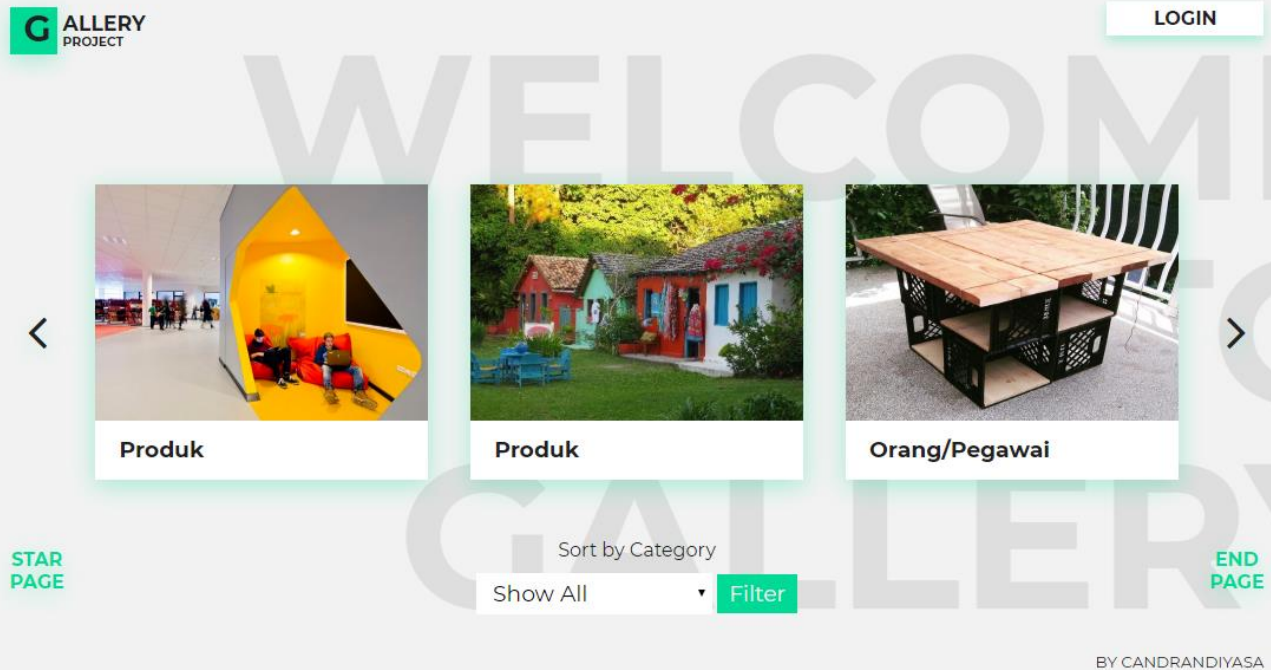 G ALLERY
PROJECT
LOGIN
WELCOME
TO
GALLERY
Produk
Produk
Orang/Pegawai
Sort by Category
Show All
Filter
STAR
PAGE
END
PAGE
BY CANDRANDIYASA